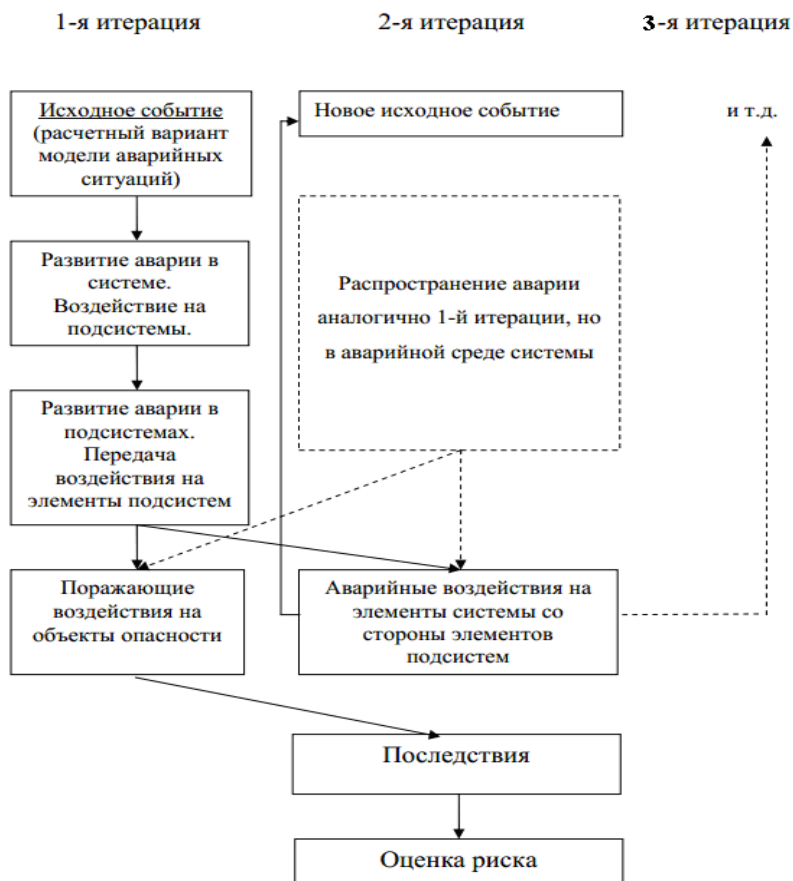 1-я итерация
2-я итерация
3-я итерация
Исходное событие
(расчетный вариант
модели аварийных
ситуаций)
Новое исходное событие
и т.д.
Развитие аварии в
системе.
Воздействие на
подсистемы.
Распространение аварии
аналогично 1-й итерации, но
в аварийной среде системы
Развитие аварии в
подсистемах.
Передача
воздействия на
элементы подсистем
Поражающие
воздействия на
объекты опасности
Аварийные воздействия на
элементы системы со
стороны элементов
подсистем
Последствия
Оценка риска